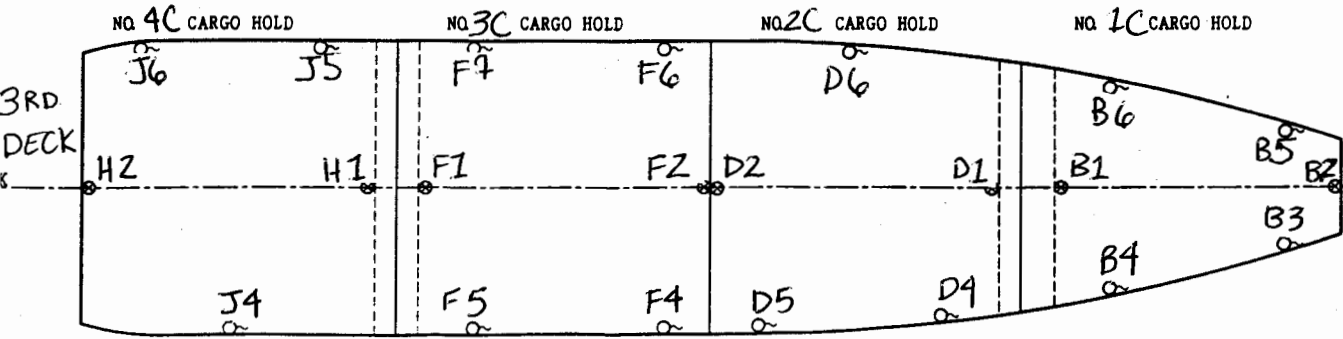 NO. 4C CARGO HOLD
NO. 3C CARGO HOLD
NO. 2C CARGO HOLD
NO. 1C CARGO HOLD
J6
J5
F7
F6
D6
B6
B5
3RD
DECK
H2
H1
F1
F2
D2
D1
B1
B2
B3
B4
J4
F5
F4
D5
D4